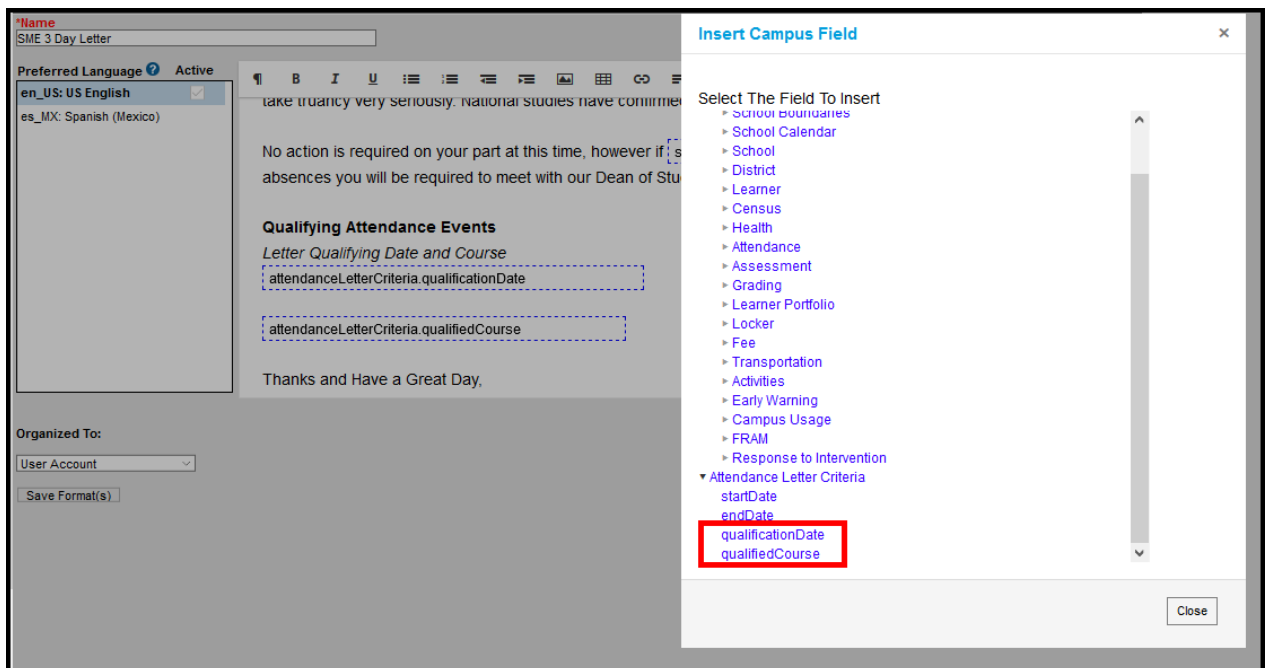 *Name
SME 3 Day Letter
Preferred Language ? Active
en_US: US English
es_MX: Spanish (Mexico)
¶ B I U
take truancy very seriously. National studies have confirmed
No action is required on your part at this time, however if s
absences you will be required to meet with our Dean of Stu
Qualifying Attendance Events
Letter Qualifying Date and Course
attendanceLetterCriteria.qualificationDate
attendanceLetterCriteria.qualifiedCourse
Thanks and Have a Great Day,
Organized To:
User Account
Save Format(s)
Insert Campus Field ×
Select The Field To Insert
School Boundaries
School Calendar
School
District
Learner
Census
Health
Attendance
Assessment
Grading
Learner Portfolio
Locker
Fee
Transportation
Activities
Early Warning
Campus Usage
FRAM
Response to Intervention
Attendance Letter Criteria
startDate
endDate
qualificationDate
qualifiedCourse
Close